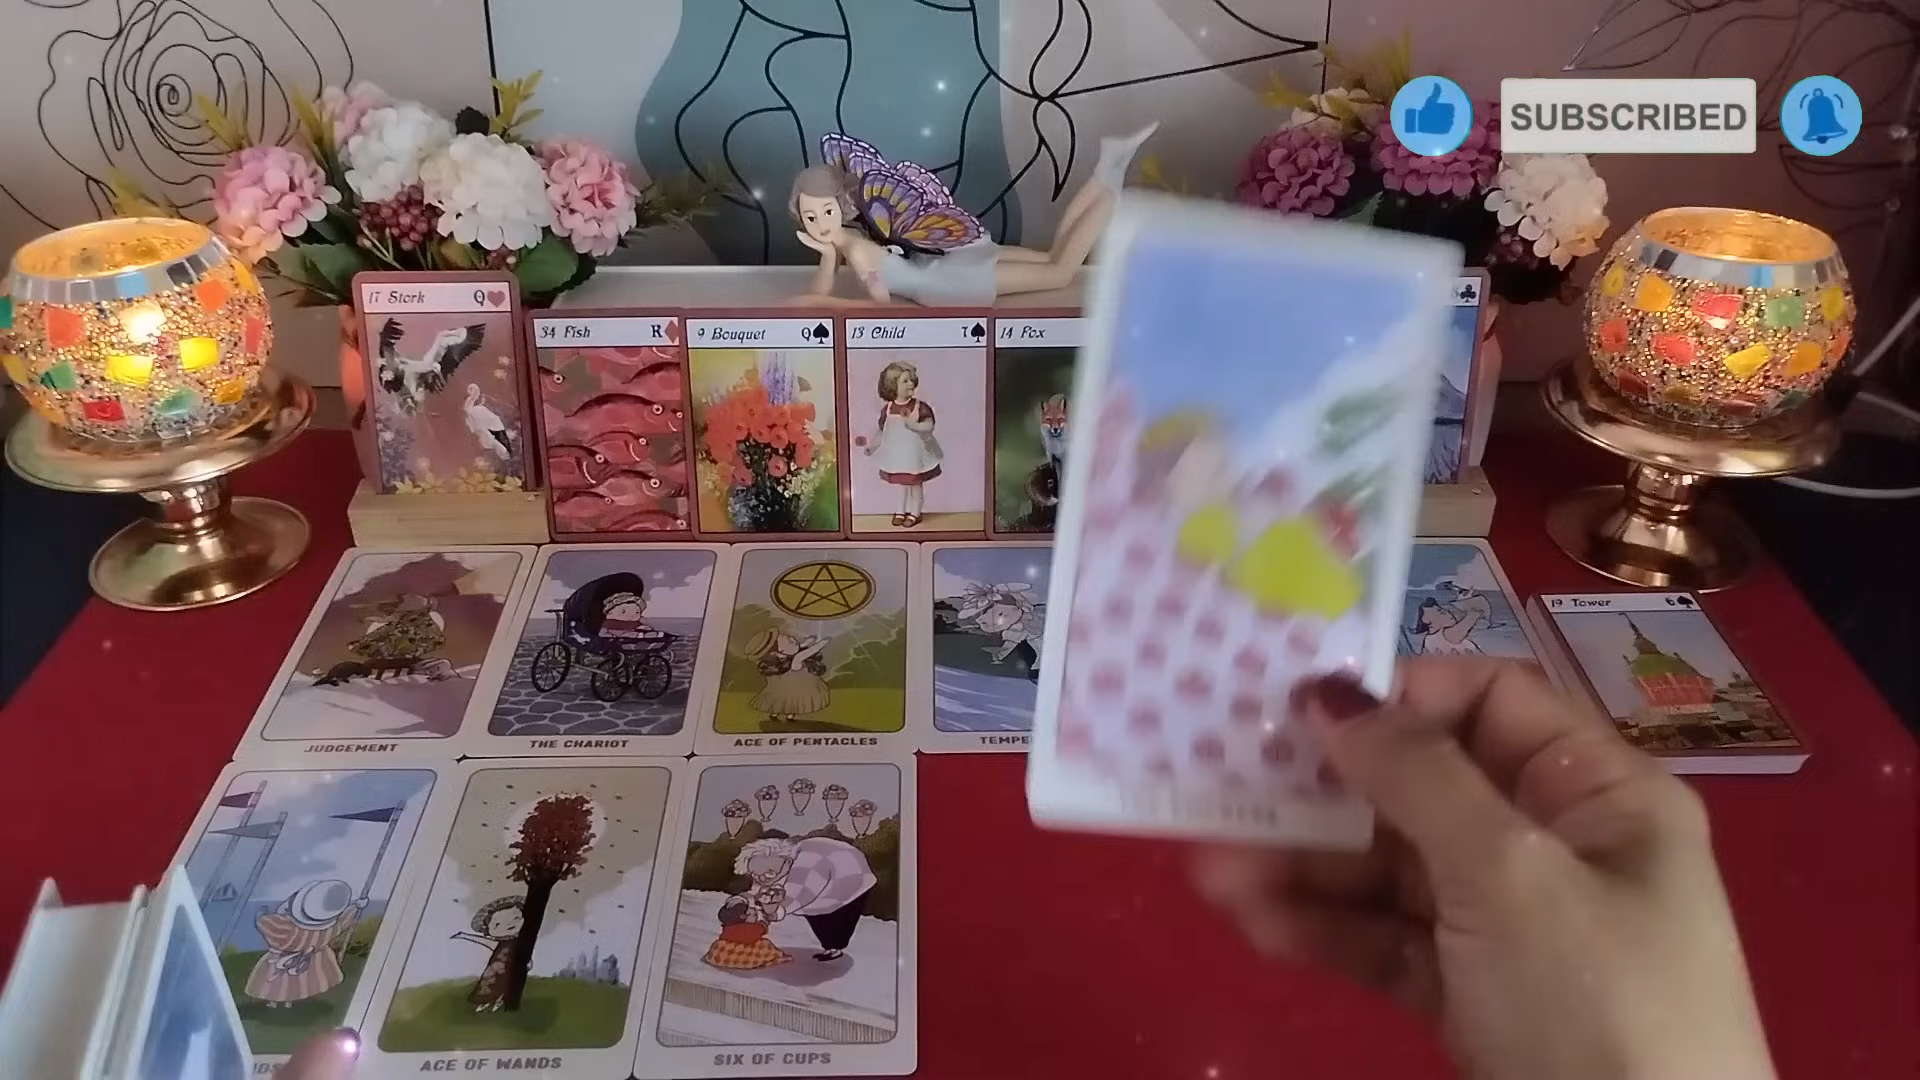 SUBSCRIBED
17 Stork Q
34 Fish K
9 Bouquet Q
13 Child 7
14 Fox
19 Tower 6
JUDGEMENT
THE CHARIOT
ACE OF PENTACLES
TEMPE
ACE OF WANDS
SIX OF CUPS